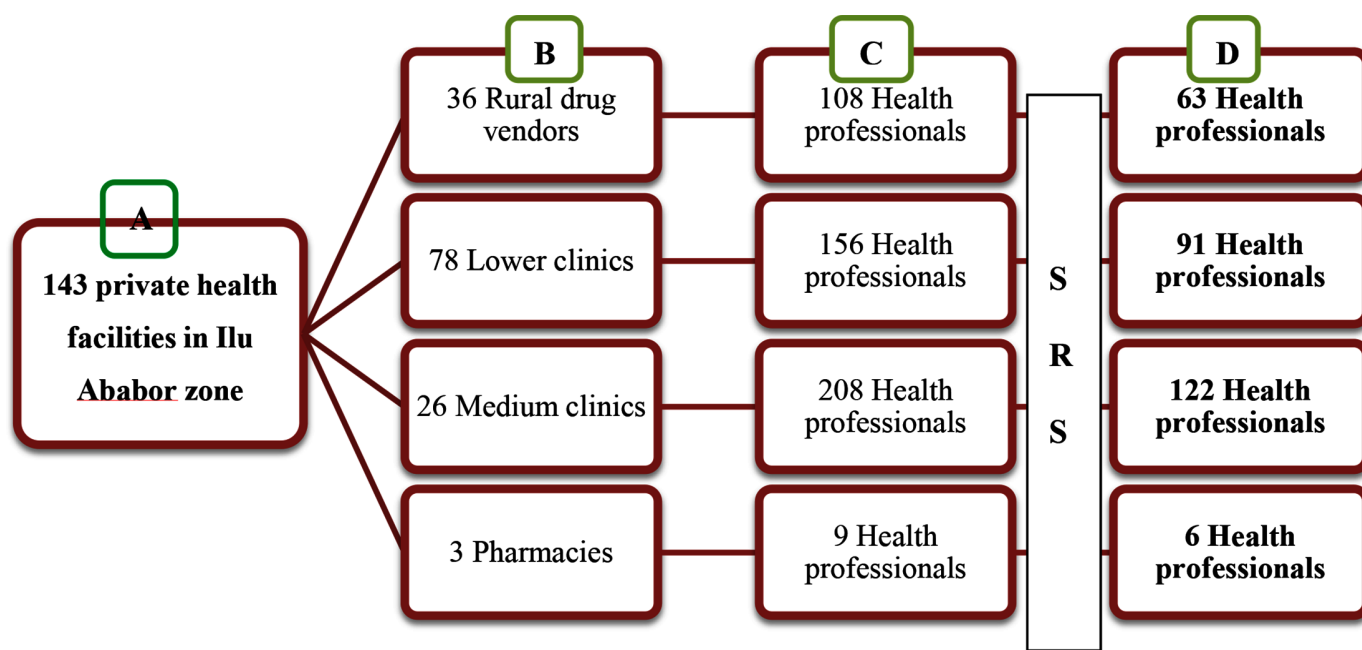 A
143 private health
facilities in Ilu
Ababor zone
B
36 Rural drug
vendors
78 Lower clinics
26 Medium clinics
3 Pharmacies
C
108 Health
professionals
156 Health
professionals
208 Health
professionals
9 Health
professionals
S
R
S
D
63 Health
professionals
91 Health
professionals
122 Health
professionals
6 Health
professionals